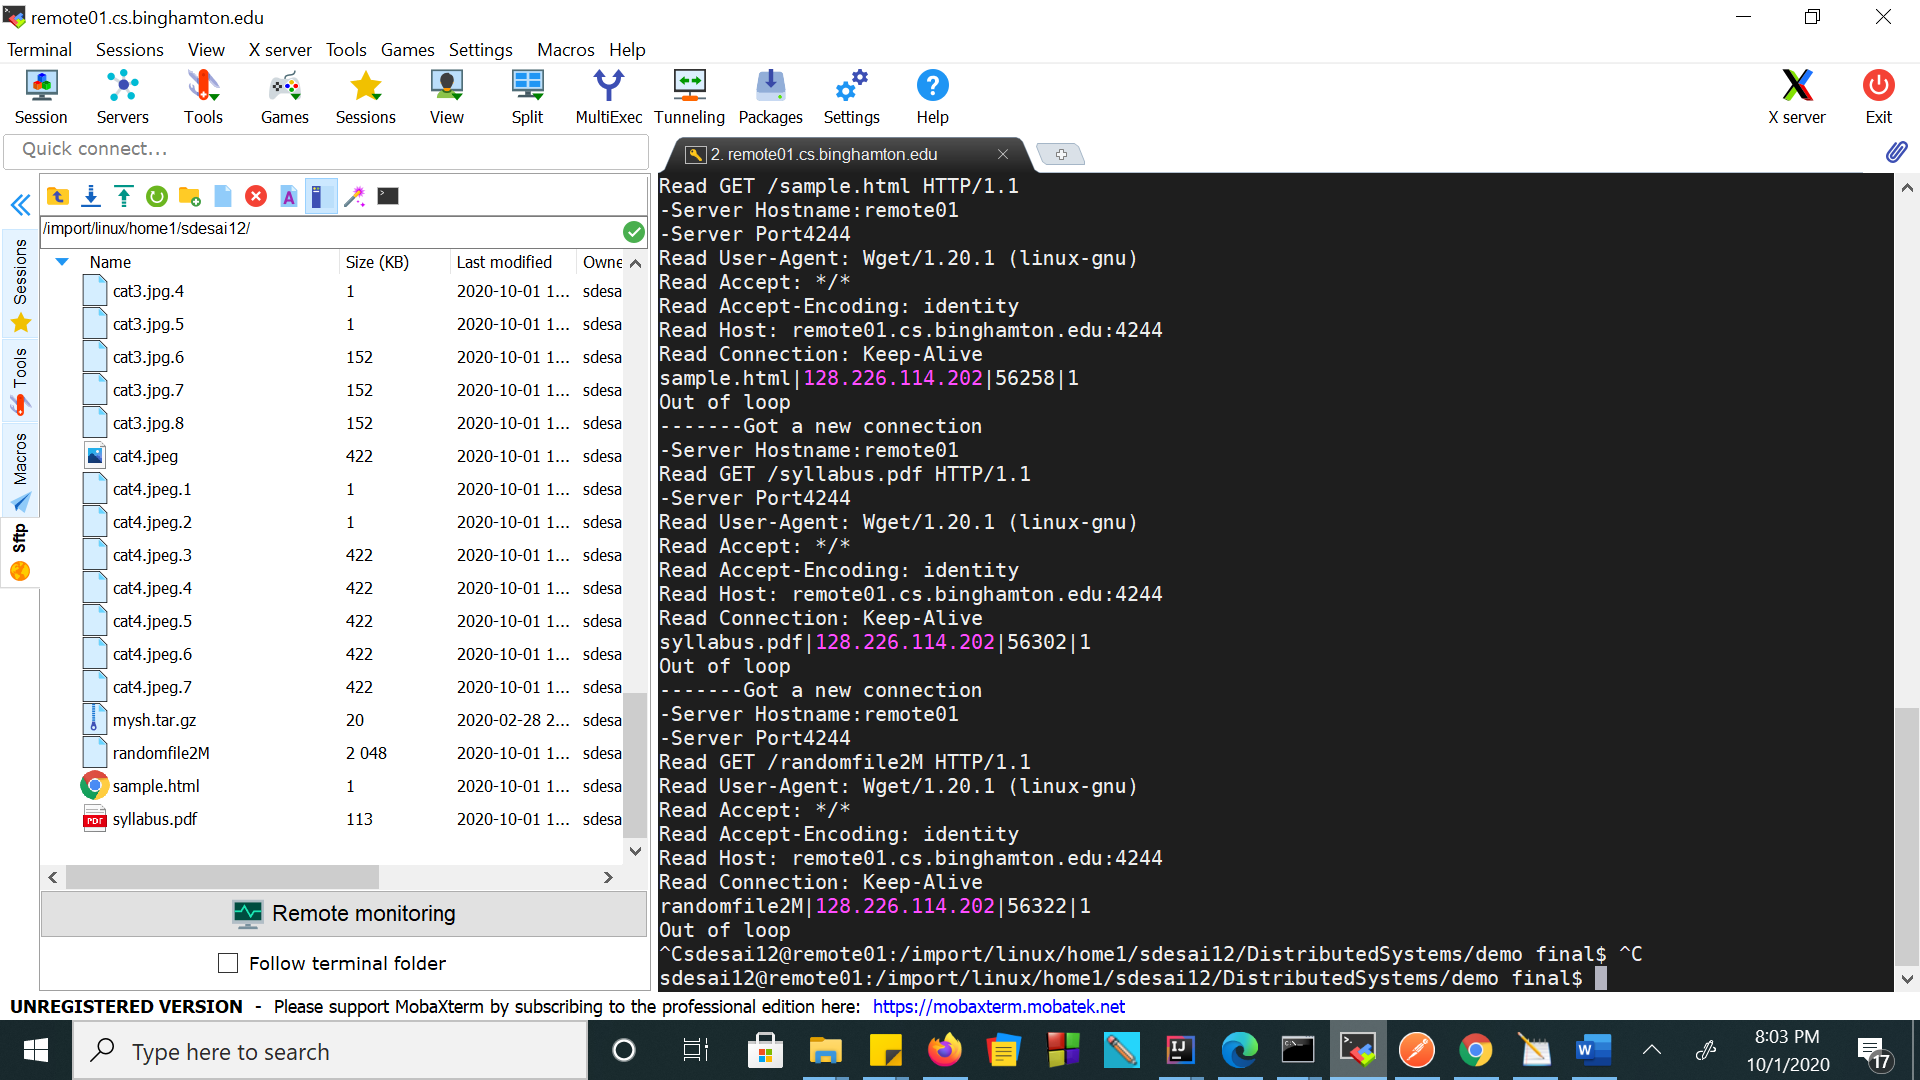 remote01.cs.binghamton.edu
Terminal Sessions View X server Tools Games Settings Macros Help
Session Servers Tools Games Sessions View Split MultiExec Tunneling Packages Settings Help X server Exit
Quick connect...
2. remote01.cs.binghamton.edu
/import/linux/home1/sdesai12/
Sessions
Tools
Macros
Sftp
Name Size (KB) Last modified Owne
cat3.jpg.4 1 2020-10-01 1... sdesa
cat3.jpg.5 1 2020-10-01 1... sdesa
cat3.jpg.6 152 2020-10-01 1... sdesa
cat3.jpg.7 152 2020-10-01 1... sdesa
cat3.jpg.8 152 2020-10-01 1... sdesa
cat4.jpeg 422 2020-10-01 1... sdesa
cat4.jpeg.1 1 2020-10-01 1... sdesa
cat4.jpeg.2 1 2020-10-01 1... sdesa
cat4.jpeg.3 422 2020-10-01 1... sdesa
cat4.jpeg.4 422 2020-10-01 1... sdesa
cat4.jpeg.5 422 2020-10-01 1... sdesa
cat4.jpeg.6 422 2020-10-01 1... sdesa
cat4.jpeg.7 422 2020-10-01 1... sdesa
mysh.tar.gz 20 2020-02-28 2... sdesa
randomfile2M 2 048 2020-10-01 1... sdesa
sample.html 1 2020-10-01 1... sdesa
PDF syllabus.pdf 113 2020-10-01 1... sdesa
Remote monitoring
Follow terminal folder
Read GET /sample.html HTTP/1.1
-Server Hostname:remote01
-Server Port4244
Read User-Agent: Wget/1.20.1 (linux-gnu)
Read Accept: */*
Read Accept-Encoding: identity
Read Host: remote01.cs.binghamton.edu:4244
Read Connection: Keep-Alive
sample.html|128.226.114.202|56258|1
Out of loop
-------Got a new connection
-Server Hostname:remote01
Read GET /syllabus.pdf HTTP/1.1
-Server Port4244
Read User-Agent: Wget/1.20.1 (linux-gnu)
Read Accept: */*
Read Accept-Encoding: identity
Read Host: remote01.cs.binghamton.edu:4244
Read Connection: Keep-Alive
syllabus.pdf|128.226.114.202|56302|1
Out of loop
-------Got a new connection
-Server Hostname:remote01
-Server Port4244
Read GET /randomfile2M HTTP/1.1
Read User-Agent: Wget/1.20.1 (linux-gnu)
Read Accept: */*
Read Accept-Encoding: identity
Read Host: remote01.cs.binghamton.edu:4244
Read Connection: Keep-Alive
randomfile2M|128.226.114.202|56322|1
Out of loop
^Csdesai12@remote01:/import/linux/home1/sdesai12/DistributedSystems/demo final$ ^C
sdesai12@remote01:/import/linux/home1/sdesai12/DistributedSystems/demo final$
UNREGISTERED VERSION - Please support MobaXterm by subscribing to the professional edition here: https://mobaxterm.mobatek.net
Type here to search
8:03 PM
10/1/2020
17